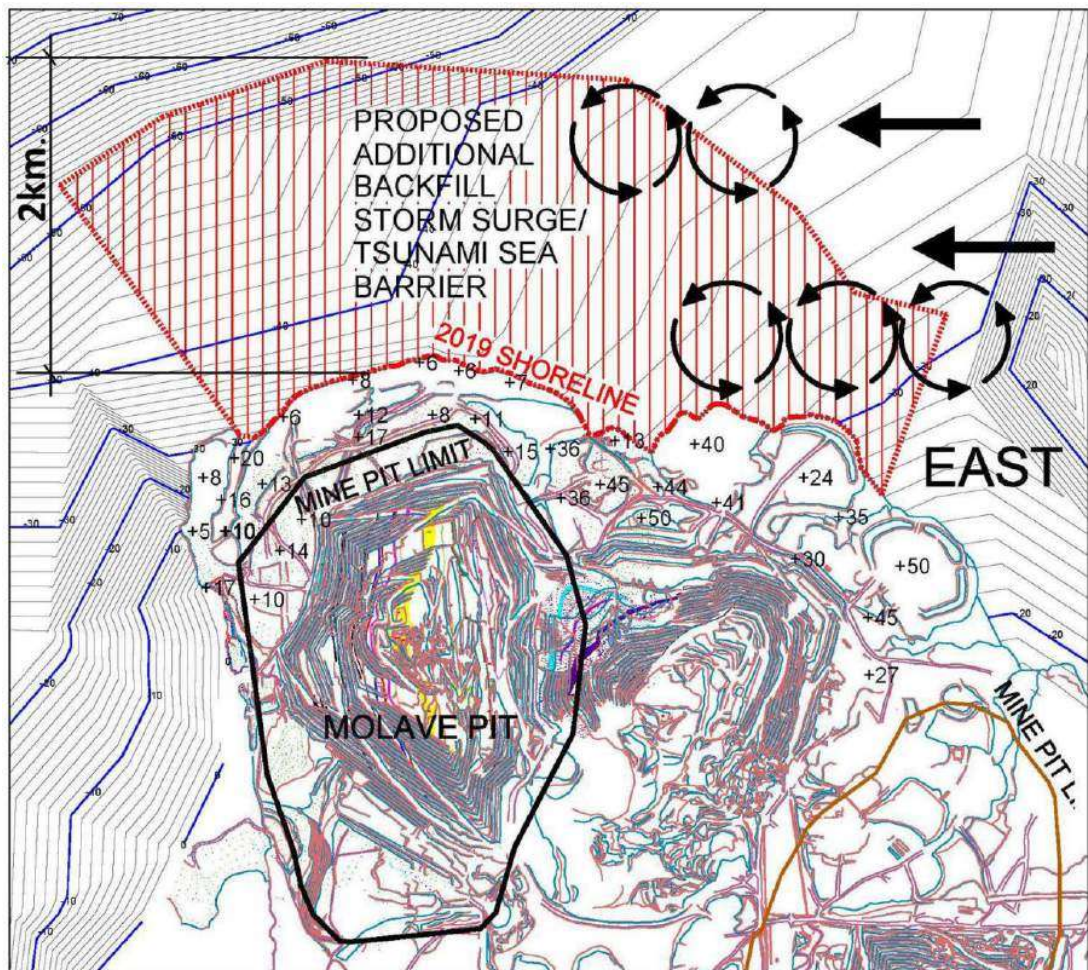 2km.
PROPOSED
ADDITIONAL
BACKFILL
STORM SURGE/
TSUNAMI SEA
BARRIER
2019 SHORELINE
+6
+6
+8
+7
+6
+12
+8
+11
+17
+15
+36
+13
+40
EAST
+20
+8
+13
MINE PIT LIMIT
+16
+36
+45
+44
+41
+24
+5
+10
+10
+50
+35
+14
+30
+50
+17
+10
+45
+27
MOLAVE PIT
MINE PIT L